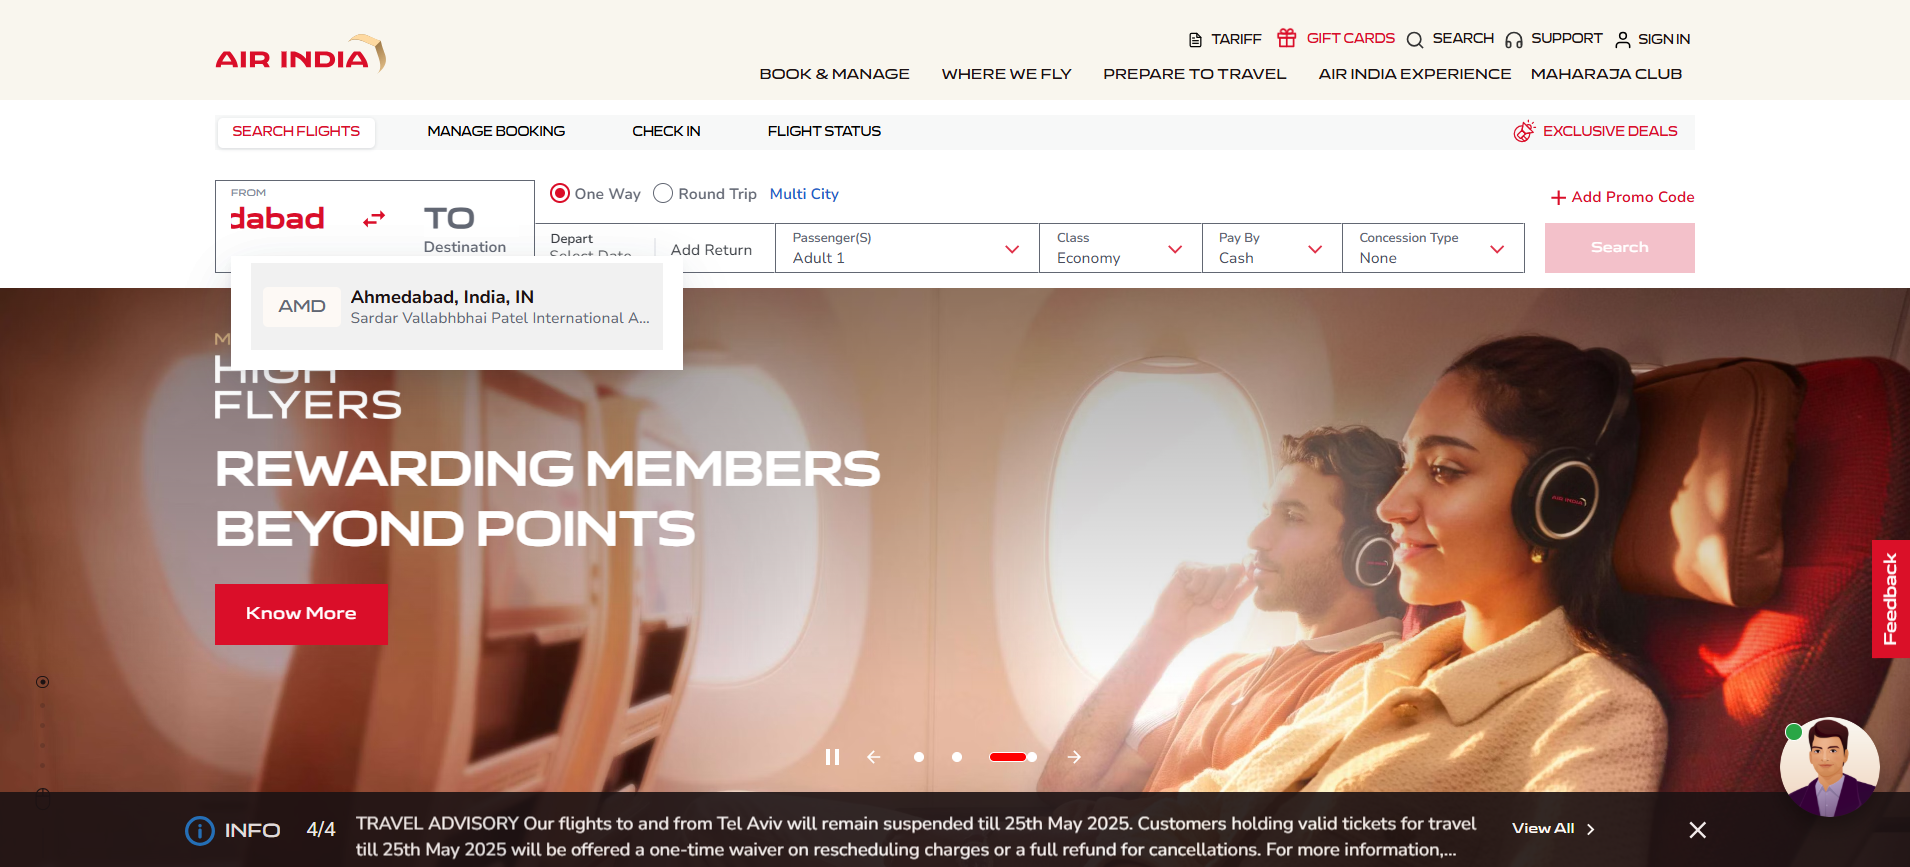 AIR INDIA
TARIFF
GIFT CARDS
SEARCH
SUPPORT
SIGN IN
BOOK & MANAGE
WHERE WE FLY
PREPARE TO TRAVEL
AIR INDIA EXPERIENCE
MAHARAJA CLUB
SEARCH FLIGHTS
MANAGE BOOKING
CHECK IN
FLIGHT STATUS
EXCLUSIVE DEALS
FROM
dabad
TO
Destination
One Way
Round Trip
Multi City
Add Promo Code
Depart
Select Date
Add Return
Passenger(S)
Adult 1
Class
Economy
Pay By
Cash
Concession Type
None
Search
AMD
Ahmedabad, India, IN
Sardar Vallabhbhai Patel International A...
HIGH
FLYERS
REWARDING MEMBERS
BEYOND POINTS
Know More
AIR INDIA
Feedback
INFO
4/4
TRAVEL ADVISORY Our flights to and from Tel Aviv will remain suspended till 25th May 2025. Customers holding valid tickets for travel
till 25th May 2025 will be offered a one-time waiver on rescheduling charges or a full refund for cancellations. For more information,...
View All